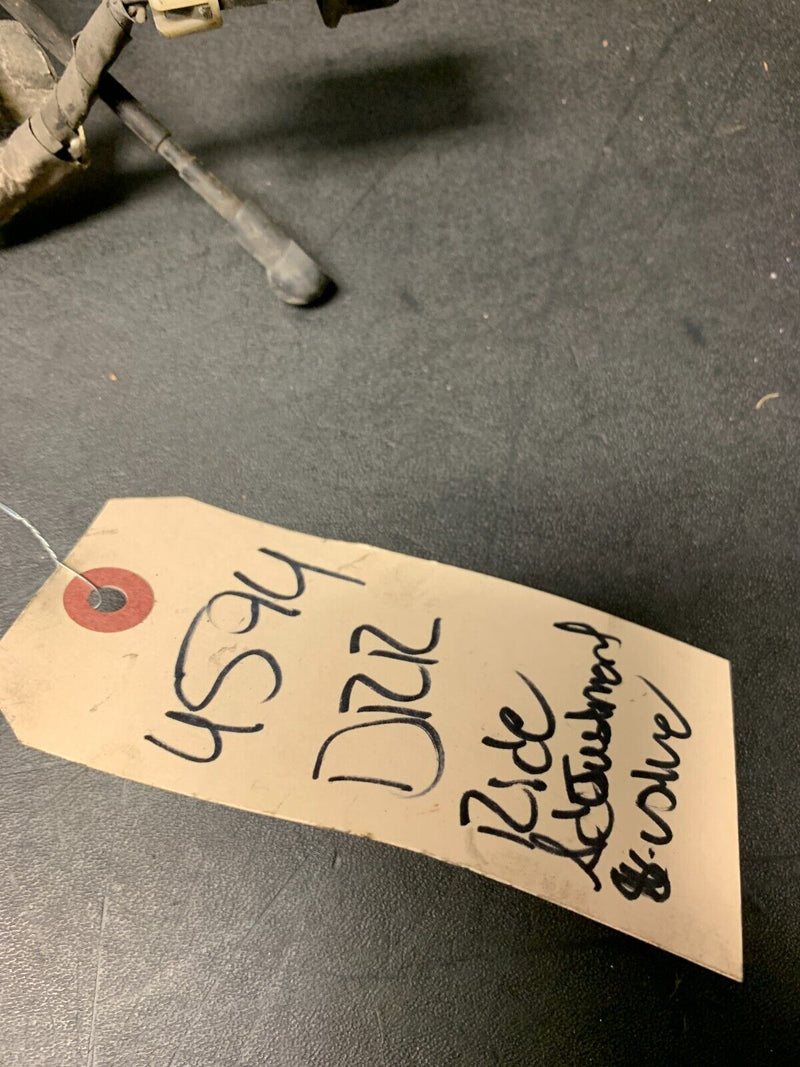 4594
DRR
Ride
Adjustment
& valve